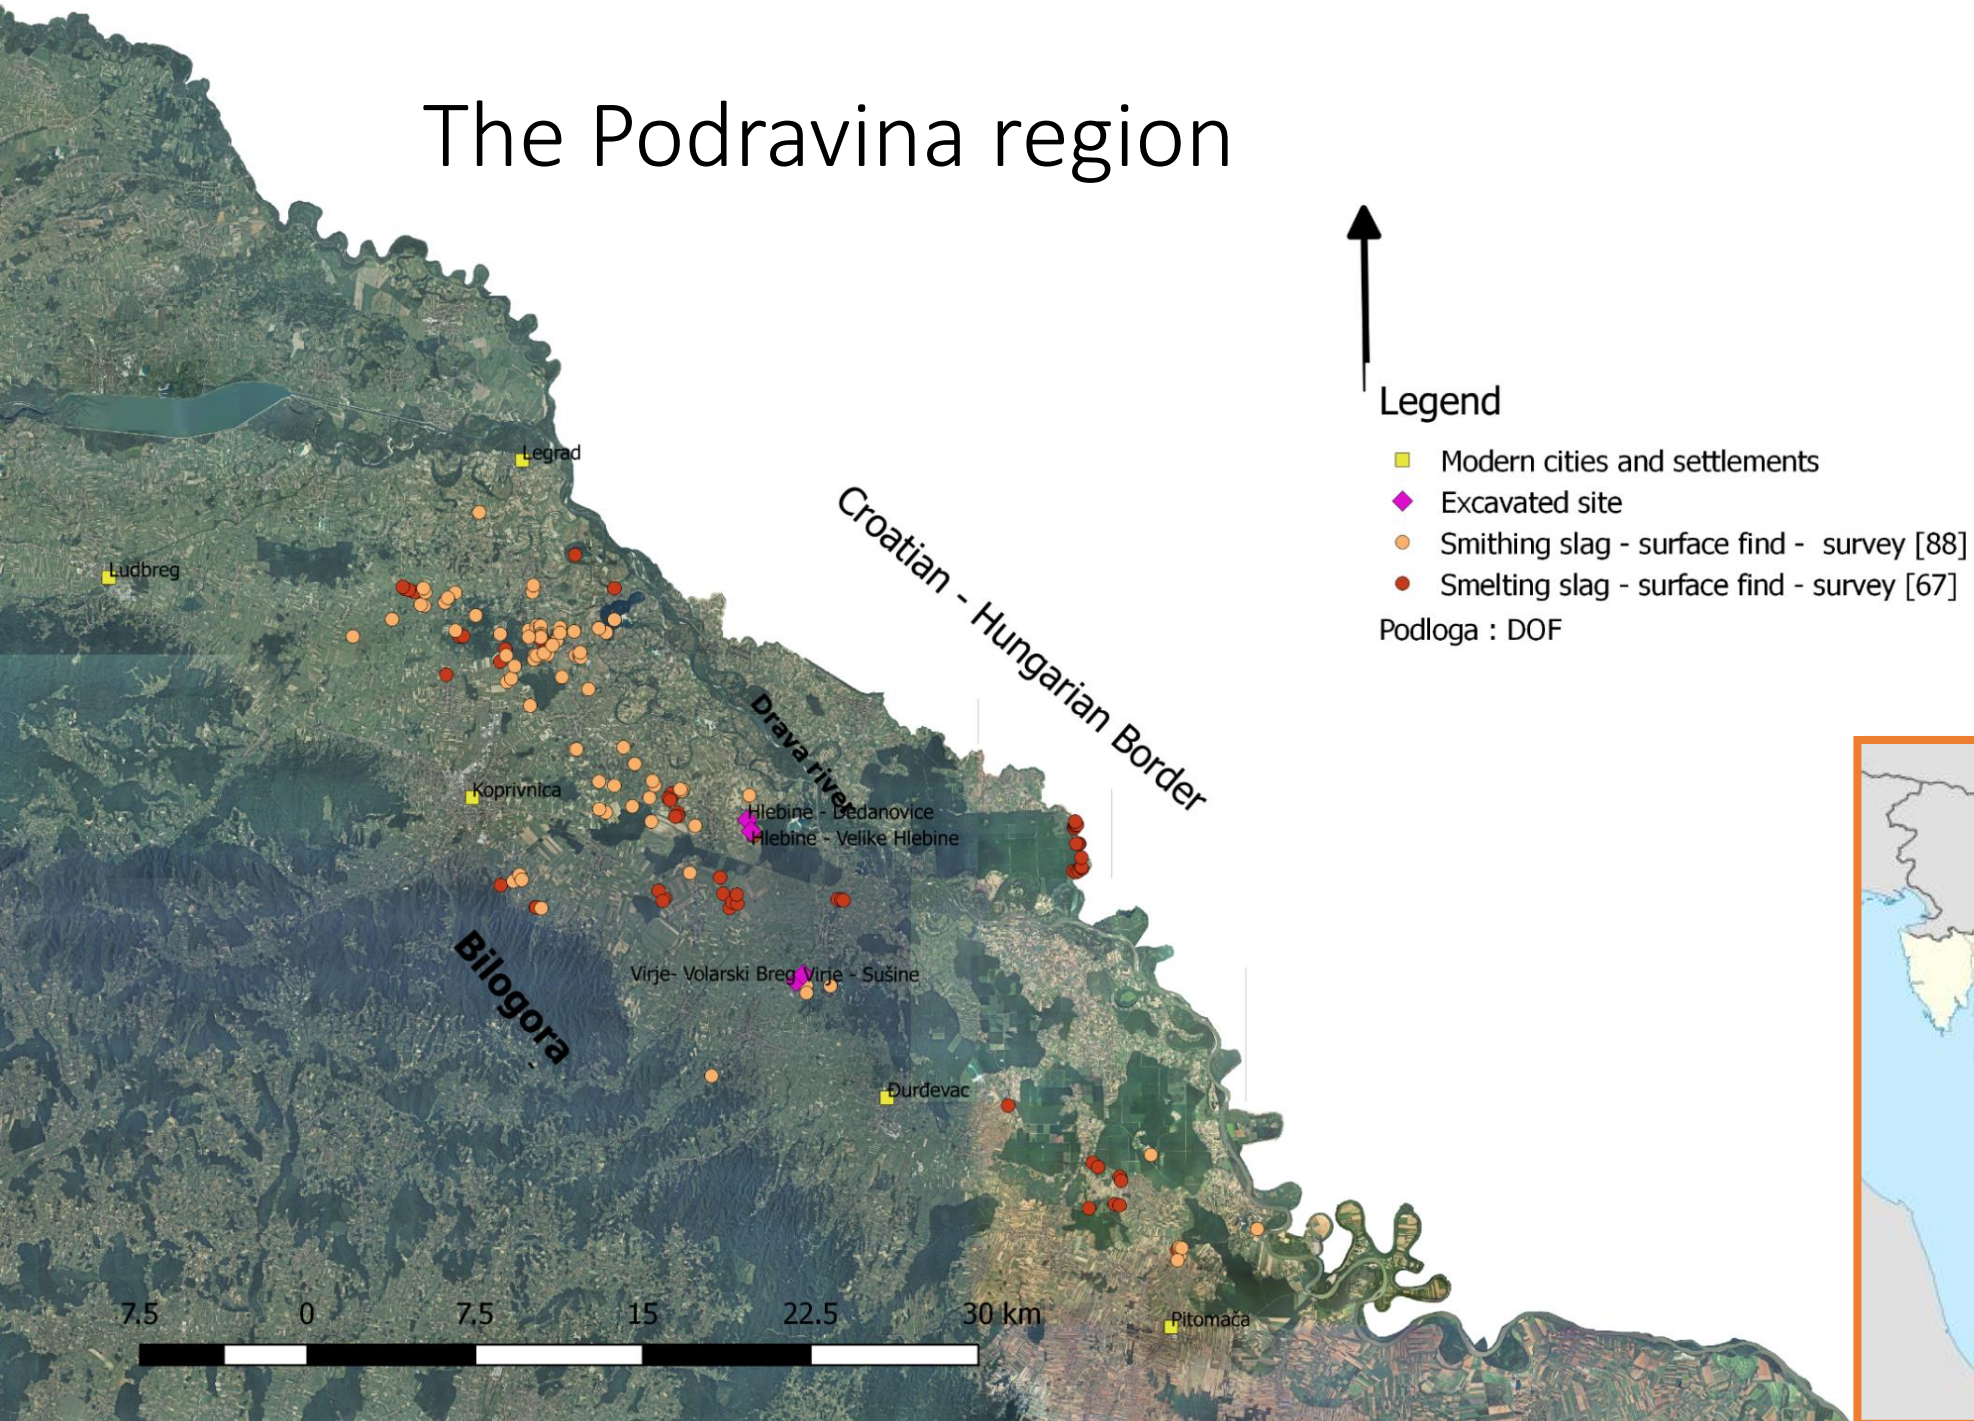 The Podravina region
Legend
Modern cities and settlements
Excavated site
Smithing slag - surface find - survey [88]
Smelting slag - surface find - survey [67]
Podloga : DOF
Croatian - Hungarian Border
Legrad
Ludbreg
Drava river
Koprivnica
Hlebine - Dedanovice
Hlebine - Velike Hlebine
Bilogora
Virje- Volarski Breg
Virje - Sušine
Đurđevac
Pitomača
7.5 0 7.5 15 22.5 30 km